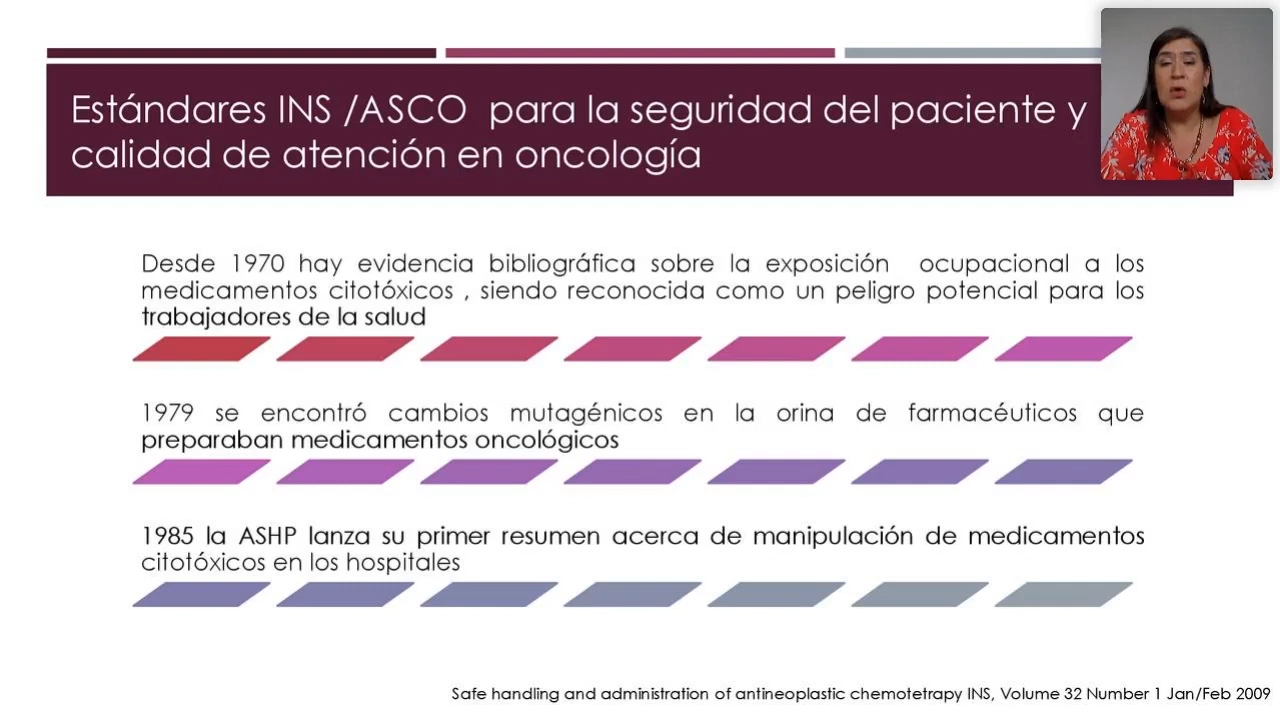 Estándares INS /ASCO para la seguridad del paciente y
calidad de atención en oncología
Desde 1970 hay evidencia bibliográfica sobre la exposición ocupacional a los
medicamentos citotóxicos , siendo reconocida como un peligro potencial para los
trabajadores de la salud
1979 se encontró cambios mutagénicos en la orina de farmacéuticos que
preparaban medicamentos oncológicos
1985 la ASHP lanza su primer resumen acerca de manipulación de medicamentos
citotóxicos en los hospitales
Safe handling and administration of antineoplastic chemotetrapy INS, Volume 32 Number 1 Jan/Feb 2009